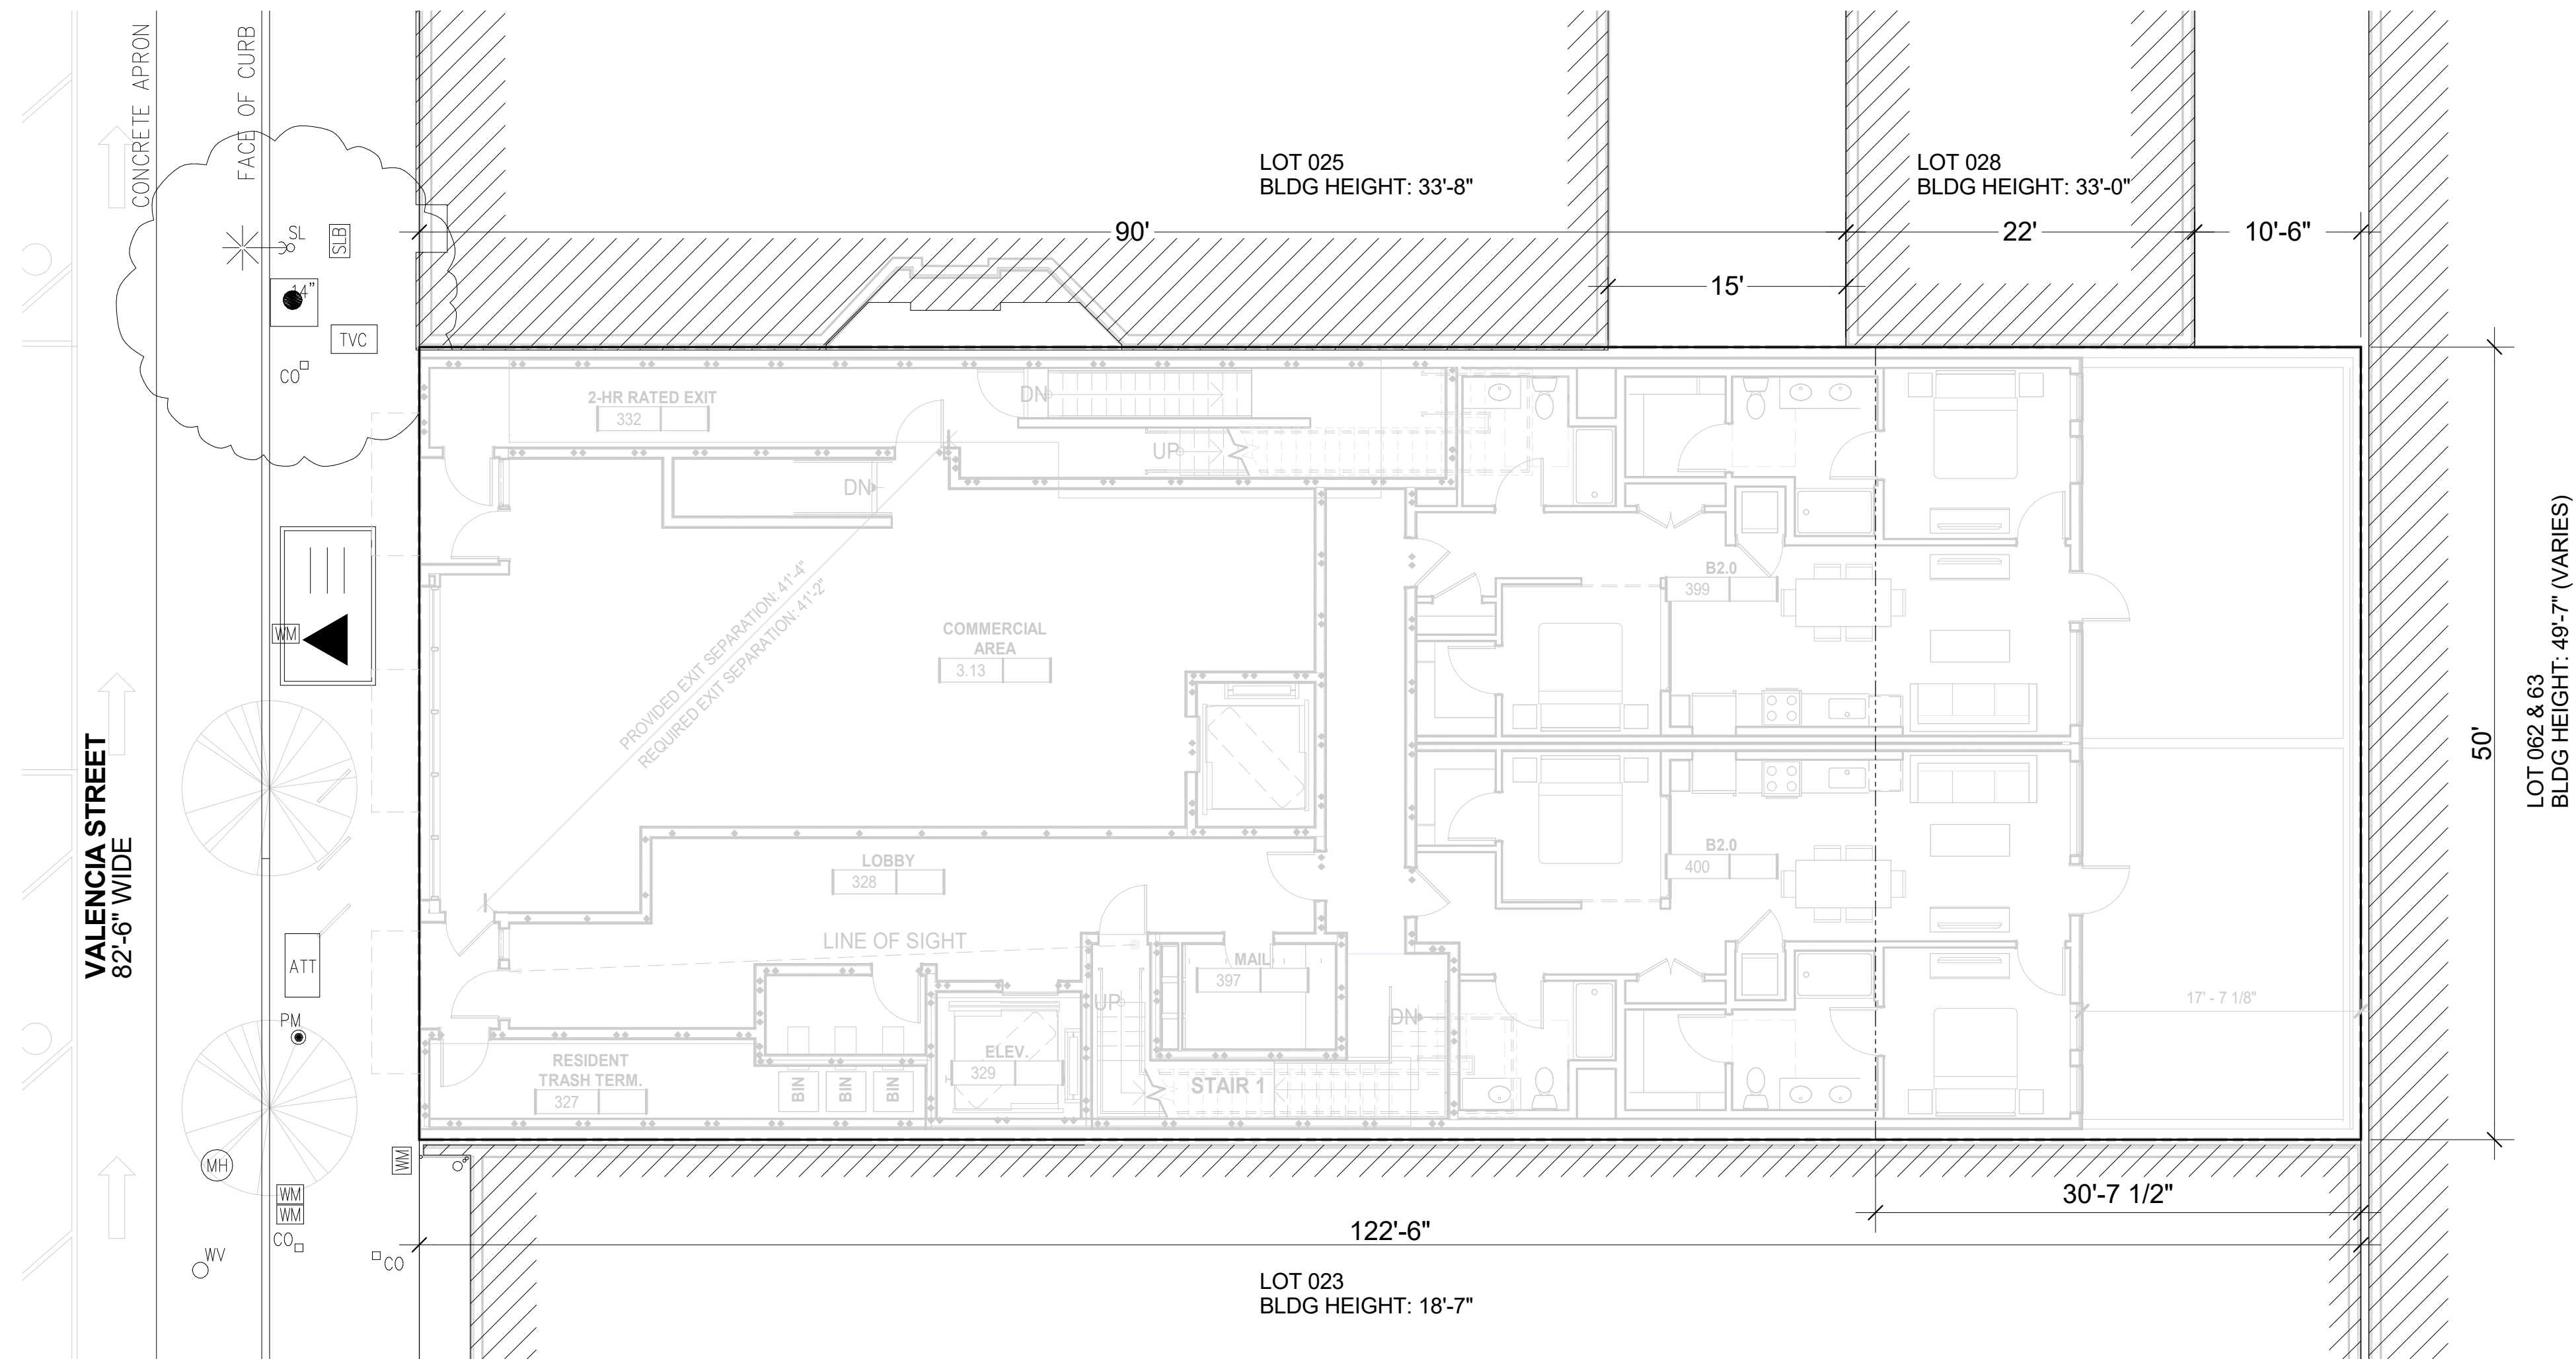 CONCRETE APRON
FACE OF CURB
LOT 025
BLDG HEIGHT: 33'-8"
LOT 028
BLDG HEIGHT: 33'-0"
90'
22'
10'-6"
15'
SL
SLB
14"
TVC
CO
2-HR RATED EXIT
332
DN
UP
DN
PROVIDED EXIT SEPARATION: 41'-4"
REQUIRED EXIT SEPARATION: 41'-2"
COMMERCIAL
AREA
3.13
B2.0
399
WM
VALENCIA STREET
82'-6" WIDE
LOBBY
328
B2.0
400
50'
LOT 062 & 63
BLDG HEIGHT: 49'-7" (VARIES)
LINE OF SIGHT
ATT
MAIL
397
UP
DN
17' - 7 1/8"
PM
RESIDENT
TRASH TERM.
327
BIN
BIN
BIN
ELEV.
329
STAIR 1
MH
WM
WM
WM
CO
WV
CO
30'-7 1/2"
122'-6"
LOT 023
BLDG HEIGHT: 18'-7"